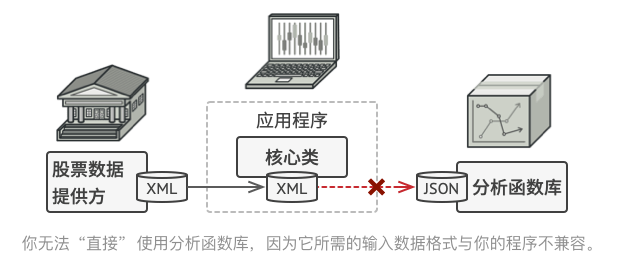 应用程序
核心类
股票数据
提供方
XML
XML
JSON
分析函数库
你无法“直接” 使用分析函数库，因为它所需的输入数据格式与你的程序不兼容。